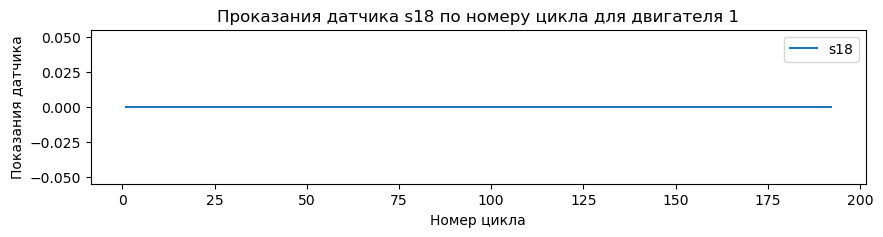 Проказания датчика s18 по номеру цикла для двигателя 1
s18
Показания датчика
0.050
0.025
0.000
−0.025
−0.050
0 25 50 75 100 125 150 175 200
Номер цикла